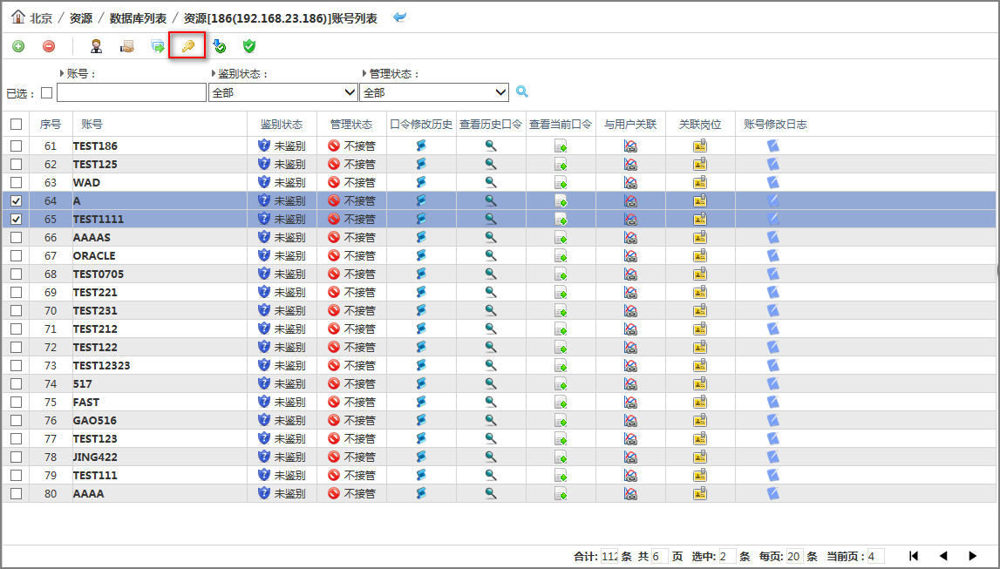 北京 / 资源 / 数据库列表 / 资源[186(192.168.23.186)]账号列表
账号： 鉴别状态： 管理状态：
已选： 全部 全部
序号 账号 鉴别状态 管理状态 口令修改历史 查看历史口令 查看当前口令 与用户关联 关联岗位 账号修改日志
61 TEST186 未鉴别 不接管
62 TEST125 未鉴别 不接管
63 WAD 未鉴别 不接管
64 A 未鉴别 不接管
65 TEST1111 未鉴别 不接管
66 AAAAS 未鉴别 不接管
67 ORACLE 未鉴别 不接管
68 TEST0705 未鉴别 不接管
69 TEST221 未鉴别 不接管
70 TEST231 未鉴别 不接管
71 TEST212 未鉴别 不接管
72 TEST122 未鉴别 不接管
73 TEST12323 未鉴别 不接管
74 517 未鉴别 不接管
75 FAST 未鉴别 不接管
76 GAO516 未鉴别 不接管
77 TEST123 未鉴别 不接管
78 JING422 未鉴别 不接管
79 TEST111 未鉴别 不接管
80 AAAA 未鉴别 不接管
合计: 112 条 共 6 页 选中: 2 条 每页: 20 条 当前页 : 4